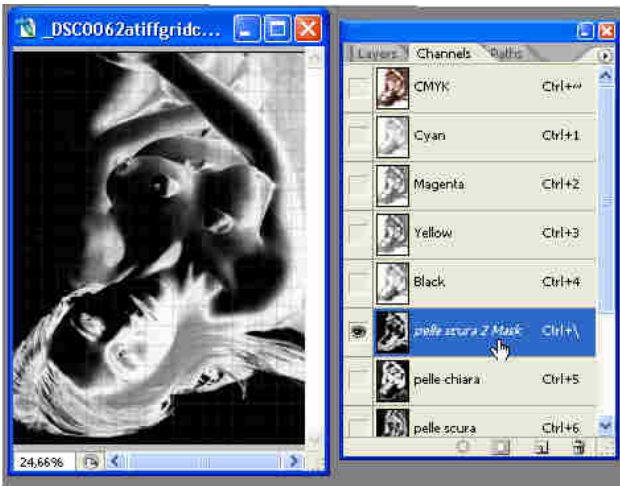 _DSC0062atiffgridc...
Layers
Channels
Paths
CMYK Ctrl+~
Cyan Ctrl+1
Magenta Ctrl+2
Yellow Ctrl+3
Black Ctrl+4
pelle scura 2 Mask Ctrl+\
pelle chiara Ctrl+5
pelle scura Ctrl+6
24,66%